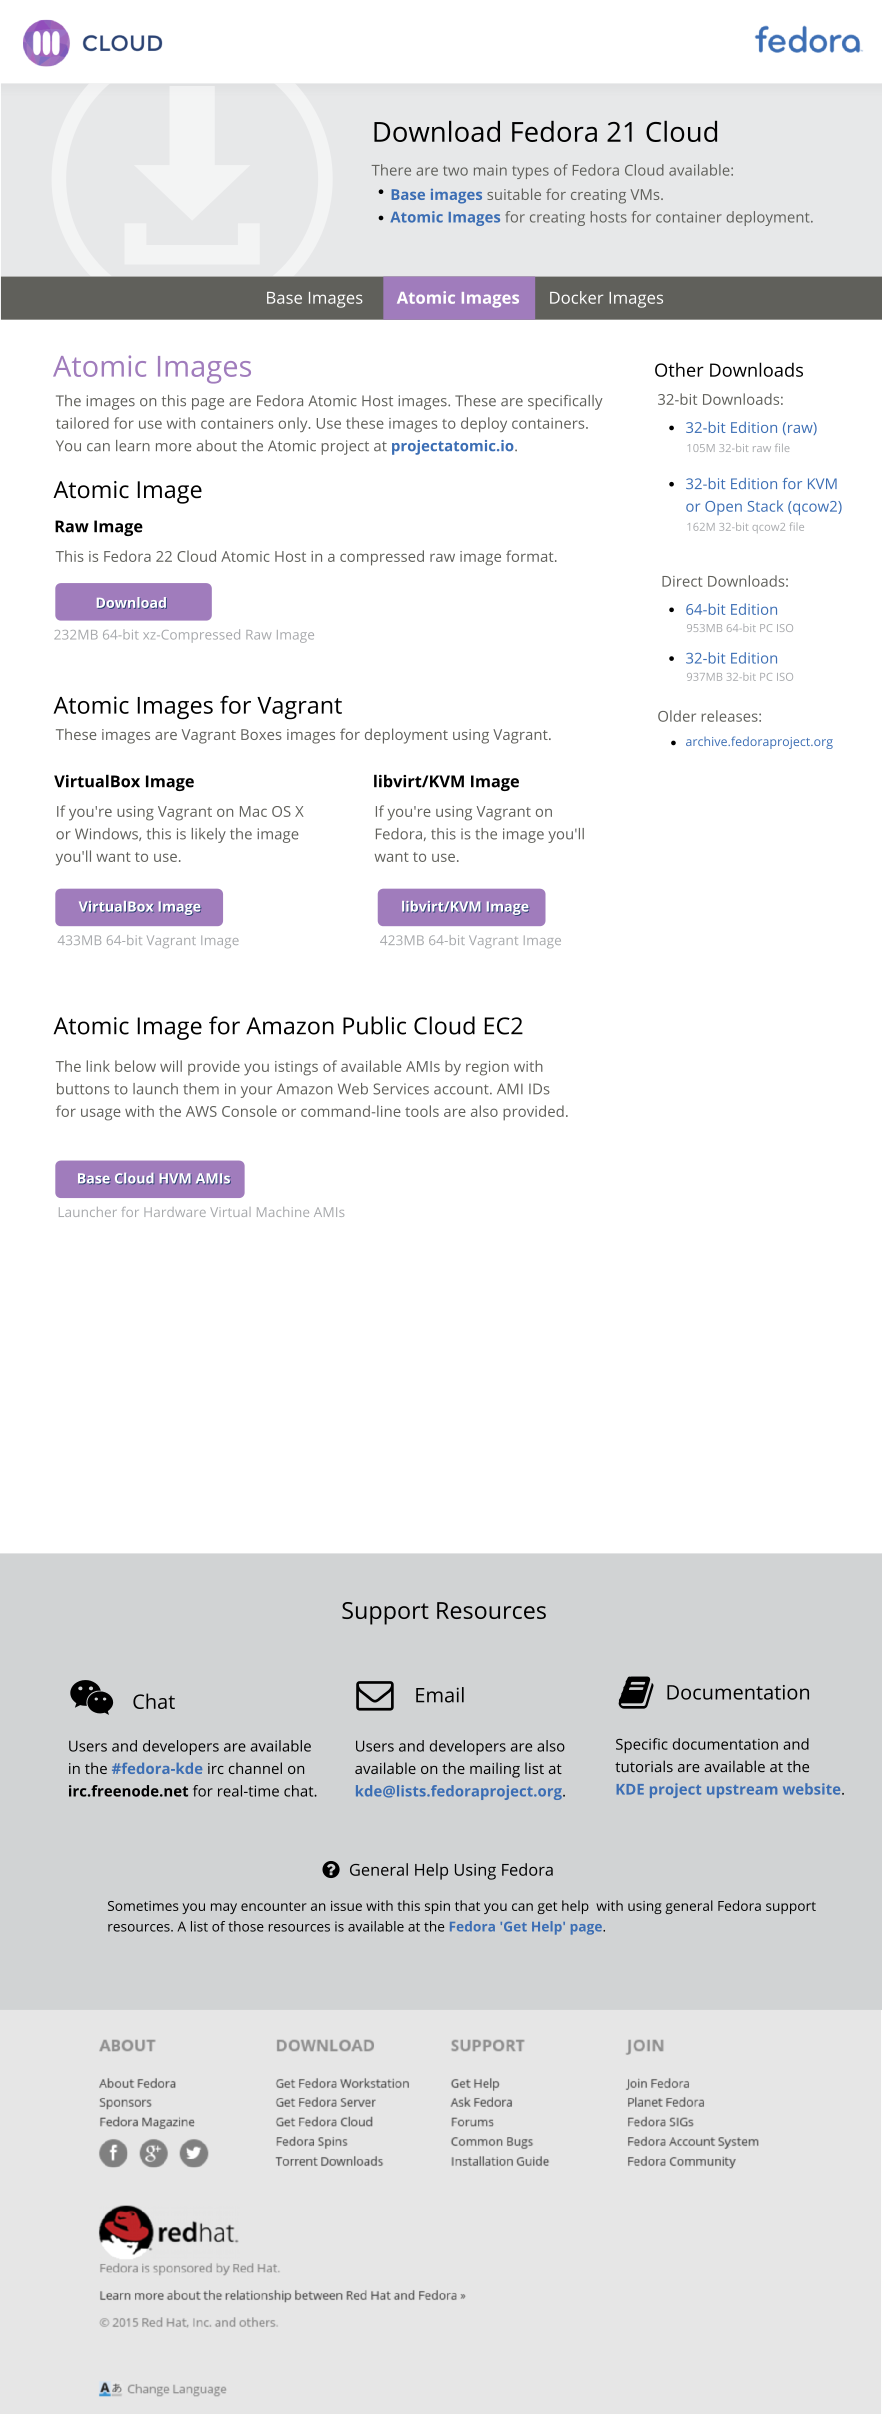 CLOUD
fedora
Download Fedora 21 Cloud
There are two main types of Fedora Cloud available:
Base images suitable for creating VMs.
Atomic Images for creating hosts for container deployment.
Base Images
Atomic Images
Docker Images
Atomic Images
The images on this page are Fedora Atomic Host images. These are specifically
tailored for use with containers only. Use these images to deploy containers.
You can learn more about the Atomic project at projectatomic.io.
Atomic Image
Raw Image
This is Fedora 22 Cloud Atomic Host in a compressed raw image format.
Download
232MB 64-bit xz-Compressed Raw Image
Atomic Images for Vagrant
These images are Vagrant Boxes images for deployment using Vagrant.
VirtualBox Image
If you're using Vagrant on Mac OS X
or Windows, this is likely the image
you'll want to use.
VirtualBox Image
433MB 64-bit Vagrant Image
libvirt/KVM Image
If you're using Vagrant on
Fedora, this is the image you'll
want to use.
libvirt/KVM Image
423MB 64-bit Vagrant Image
Atomic Image for Amazon Public Cloud EC2
The link below will provide you istings of available AMIs by region with
buttons to launch them in your Amazon Web Services account. AMI IDs
for usage with the AWS Console or command-line tools are also provided.
Base Cloud HVM AMIs
Launcher for Hardware Virtual Machine AMIs
Other Downloads
32-bit Downloads:
32-bit Edition (raw)
105M 32-bit raw file
32-bit Edition for KVM
or Open Stack (qcow2)
162M 32-bit qcow2 file
Direct Downloads:
64-bit Edition
953MB 64-bit PC ISO
32-bit Edition
937MB 32-bit PC ISO
Older releases:
archive.fedoraproject.org
Support Resources
Chat
Users and developers are available
in the #fedora-kde irc channel on
irc.freenode.net for real-time chat.
Email
Users and developers are also
available on the mailing list at
kde@lists.fedoraproject.org.
Documentation
Specific documentation and
tutorials are available at the
KDE project upstream website.
General Help Using Fedora
Sometimes you may encounter an issue with this spin that you can get help with using general Fedora support
resources. A list of those resources is available at the Fedora 'Get Help' page.
ABOUT
About Fedora
Sponsors
Fedora Magazine
DOWNLOAD
Get Fedora Workstation
Get Fedora Server
Get Fedora Cloud
Fedora Spins
Torrent Downloads
SUPPORT
Get Help
Ask Fedora
Forums
Common Bugs
Installation Guide
JOIN
Join Fedora
Planet Fedora
Fedora SIGs
Fedora Account System
Fedora Community
redhat.
Fedora is sponsored by Red Hat.
Learn more about the relationship between Red Hat and Fedora »
© 2015 Red Hat, Inc. and others.
Aあ Change Language